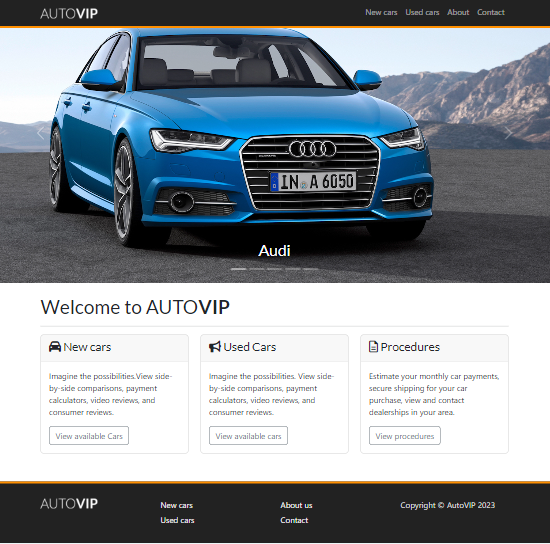 AUTOVIP
New cars Used cars About Contact
IN A 6050
Audi
Welcome to AUTOVIP
New cars
Imagine the possibilities.View side-
by-side comparisons, payment
calculators, video reviews, and
consumer reviews.
View available Cars
Used Cars
Imagine the possibilities. View side-
by-side comparisons, payment
calculators, video reviews, and
consumer reviews.
View available cars
Procedures
Estimate your monthly car payments,
secure shipping for your car
purchase, view and contact
dealerships in your area.
View procedures
AUTOVIP
New cars
Used cars
About us
Contact
Copyright © AutoVIP 2023